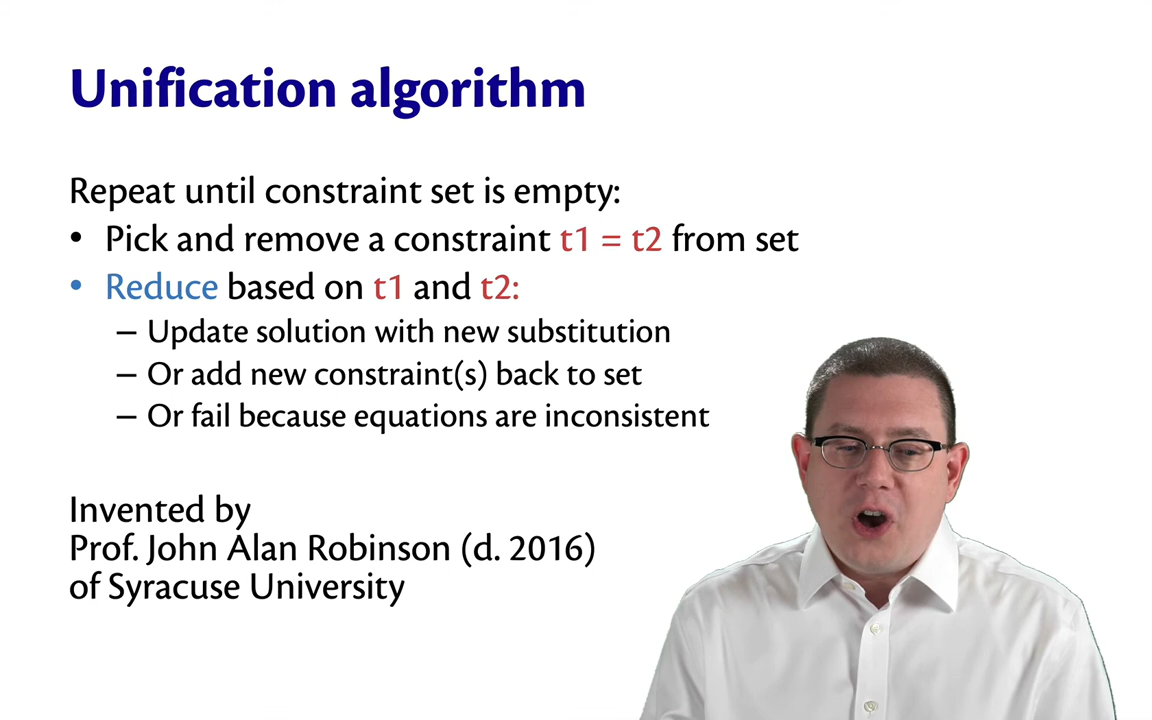 Unification algorithm
Repeat until constraint set is empty:
• Pick and remove a constraint t1 = t2 from set
• Reduce based on t1 and t2:
– Update solution with new substitution
– Or add new constraint(s) back to set
– Or fail because equations are inconsistent
Invented by
Prof. John Alan Robinson (d. 2016)
of Syracuse University